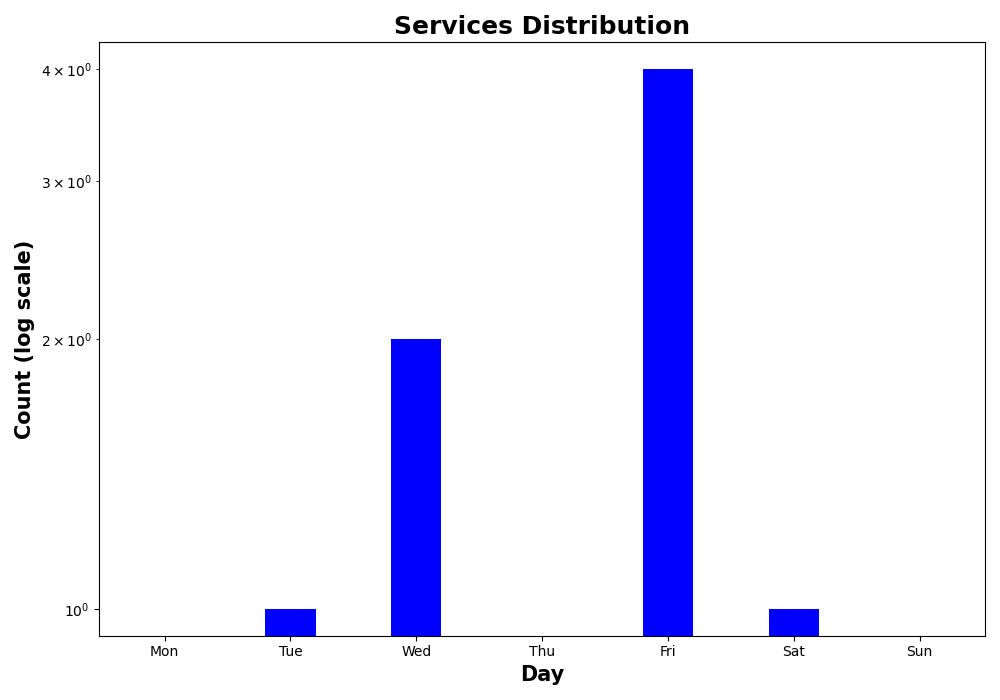 Services Distribution
4 × 10⁰
3 × 10⁰
2 × 10⁰
10⁰
Count (log scale)
Mon Tue Wed Thu Fri Sat Sun
Day